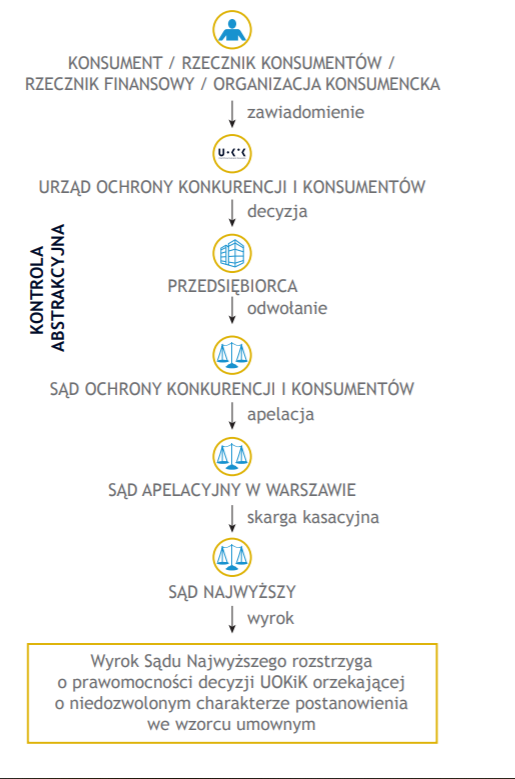 KONSUMENT / RZECZNIK KONSUMENTÓW /
RZECZNIK FINANSOWY / ORGANIZACJA KONSUMENCKA
zawiadomienie
URZĄD OCHRONY KONKURENCJI I KONSUMENTÓW
decyzja
KONTROLA
ABSTRAKCYJNA
PRZEDSIĘBIORCA
odwołanie
SĄD OCHRONY KONKURENCJI I KONSUMENTÓW
apelacja
SĄD APELACYJNY W WARSZAWIE
skarga kasacyjna
SĄD NAJWYŻSZY
wyrok
Wyrok Sądu Najwyższego rozstrzyga
o prawomocności decyzji UOKiK orzekającej
o niedozwolonym charakterze postanowienia
we wzorcu umownym